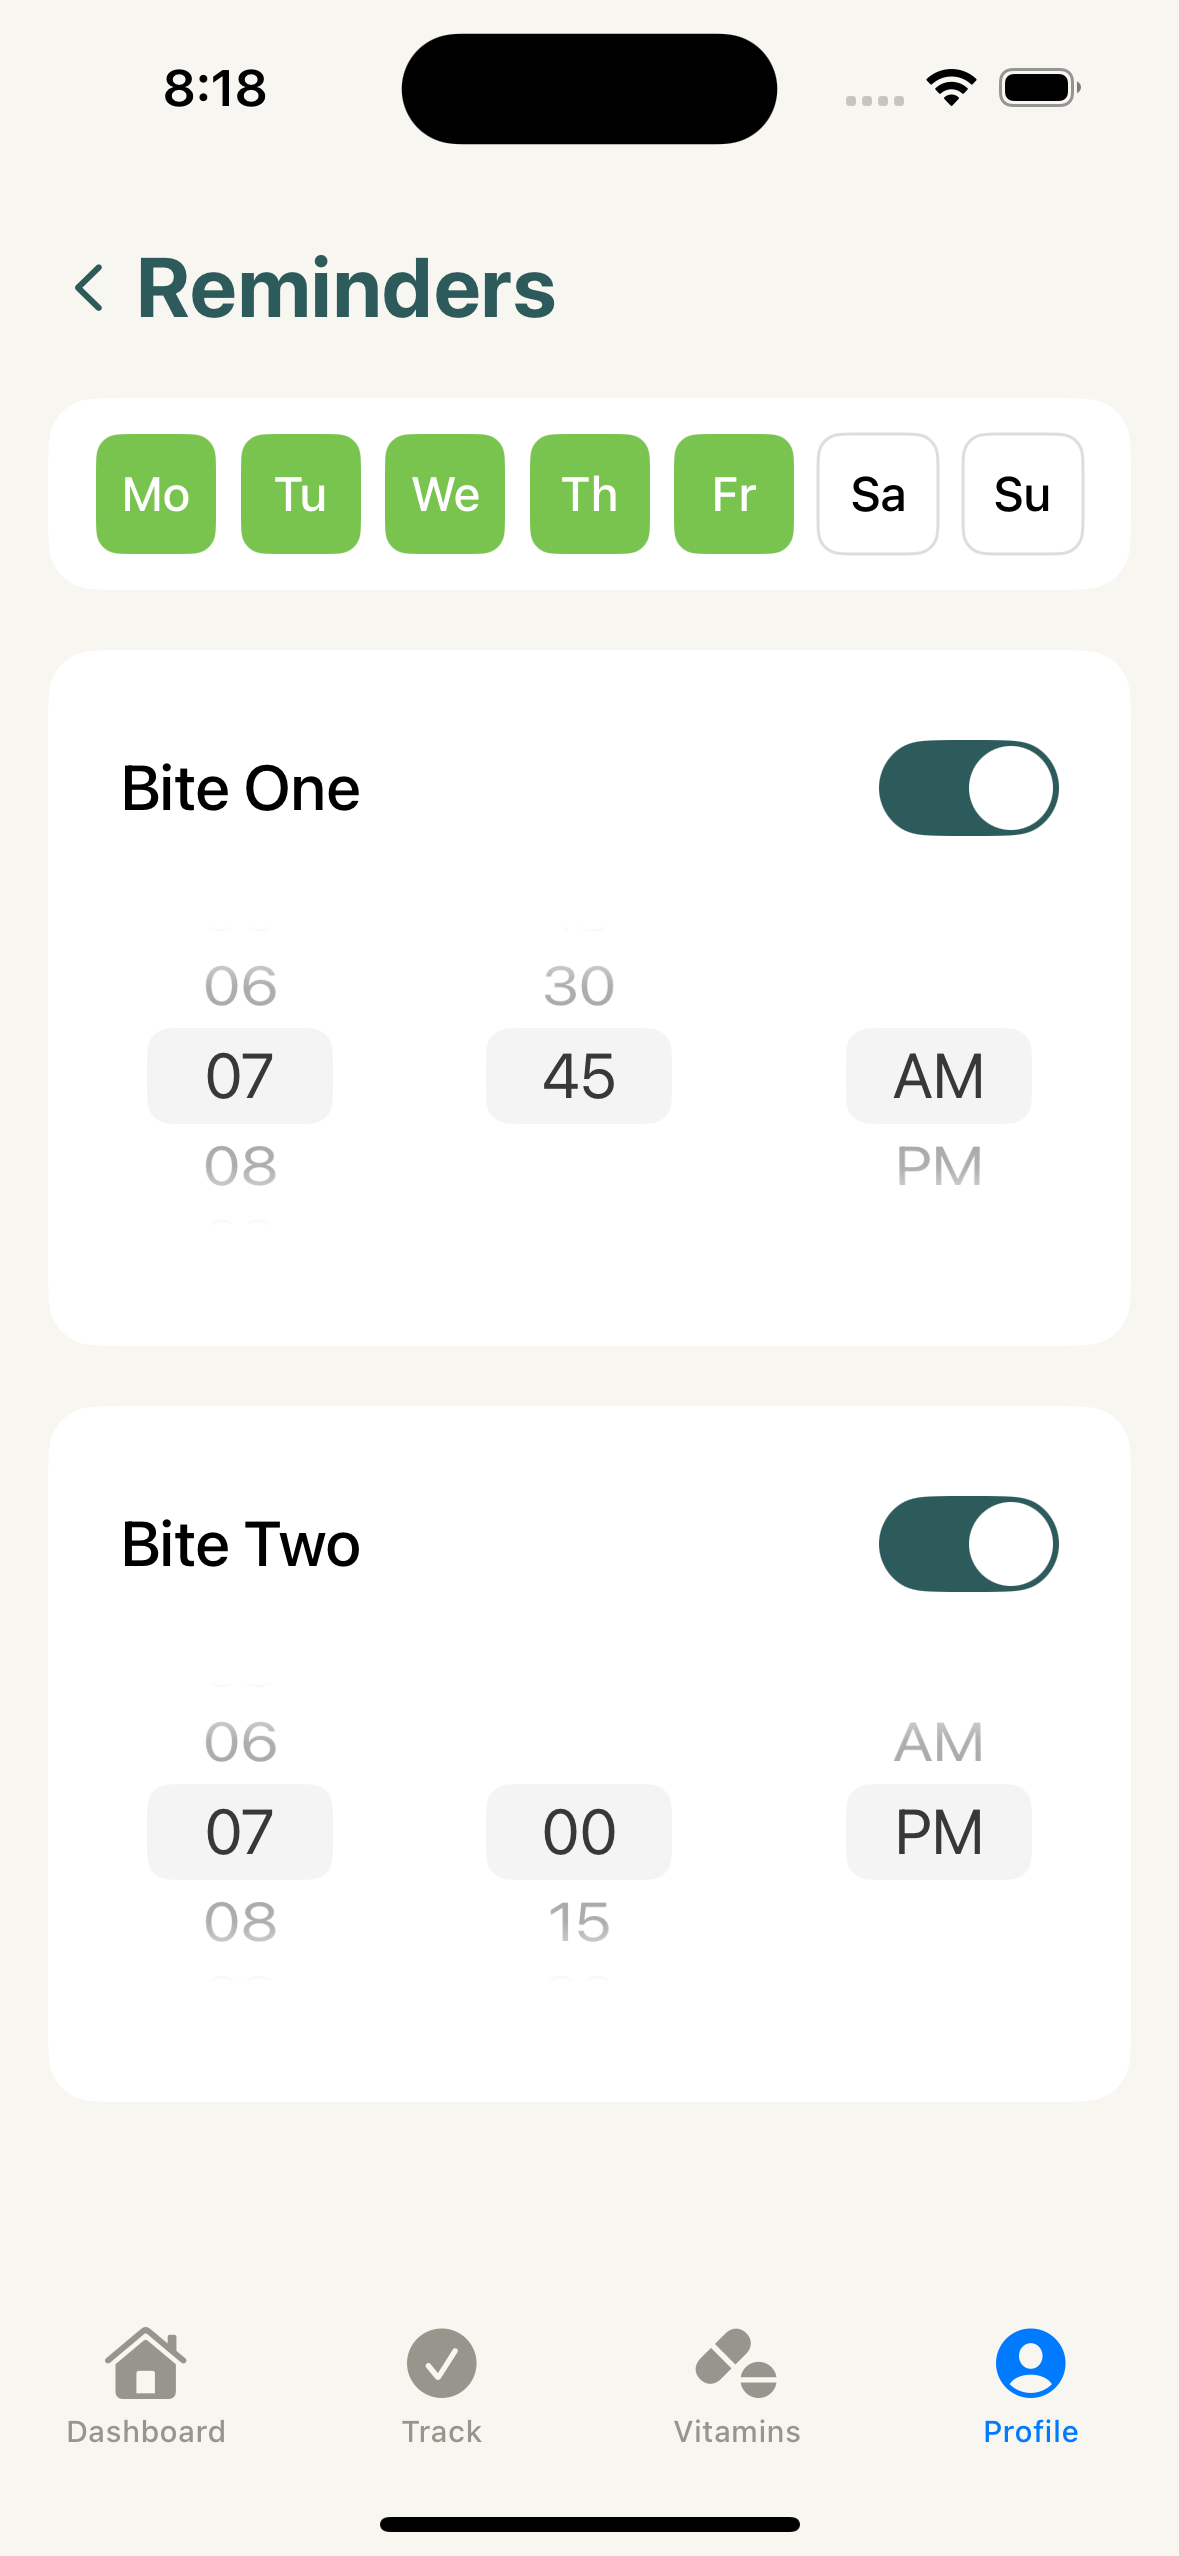 8:18
Reminders
Mo Tu We Th Fr Sa Su
Bite One
06 30
07 45 AM
08 PM
Bite Two
06 AM
07 00 PM
08 15
Dashboard Track Vitamins Profile